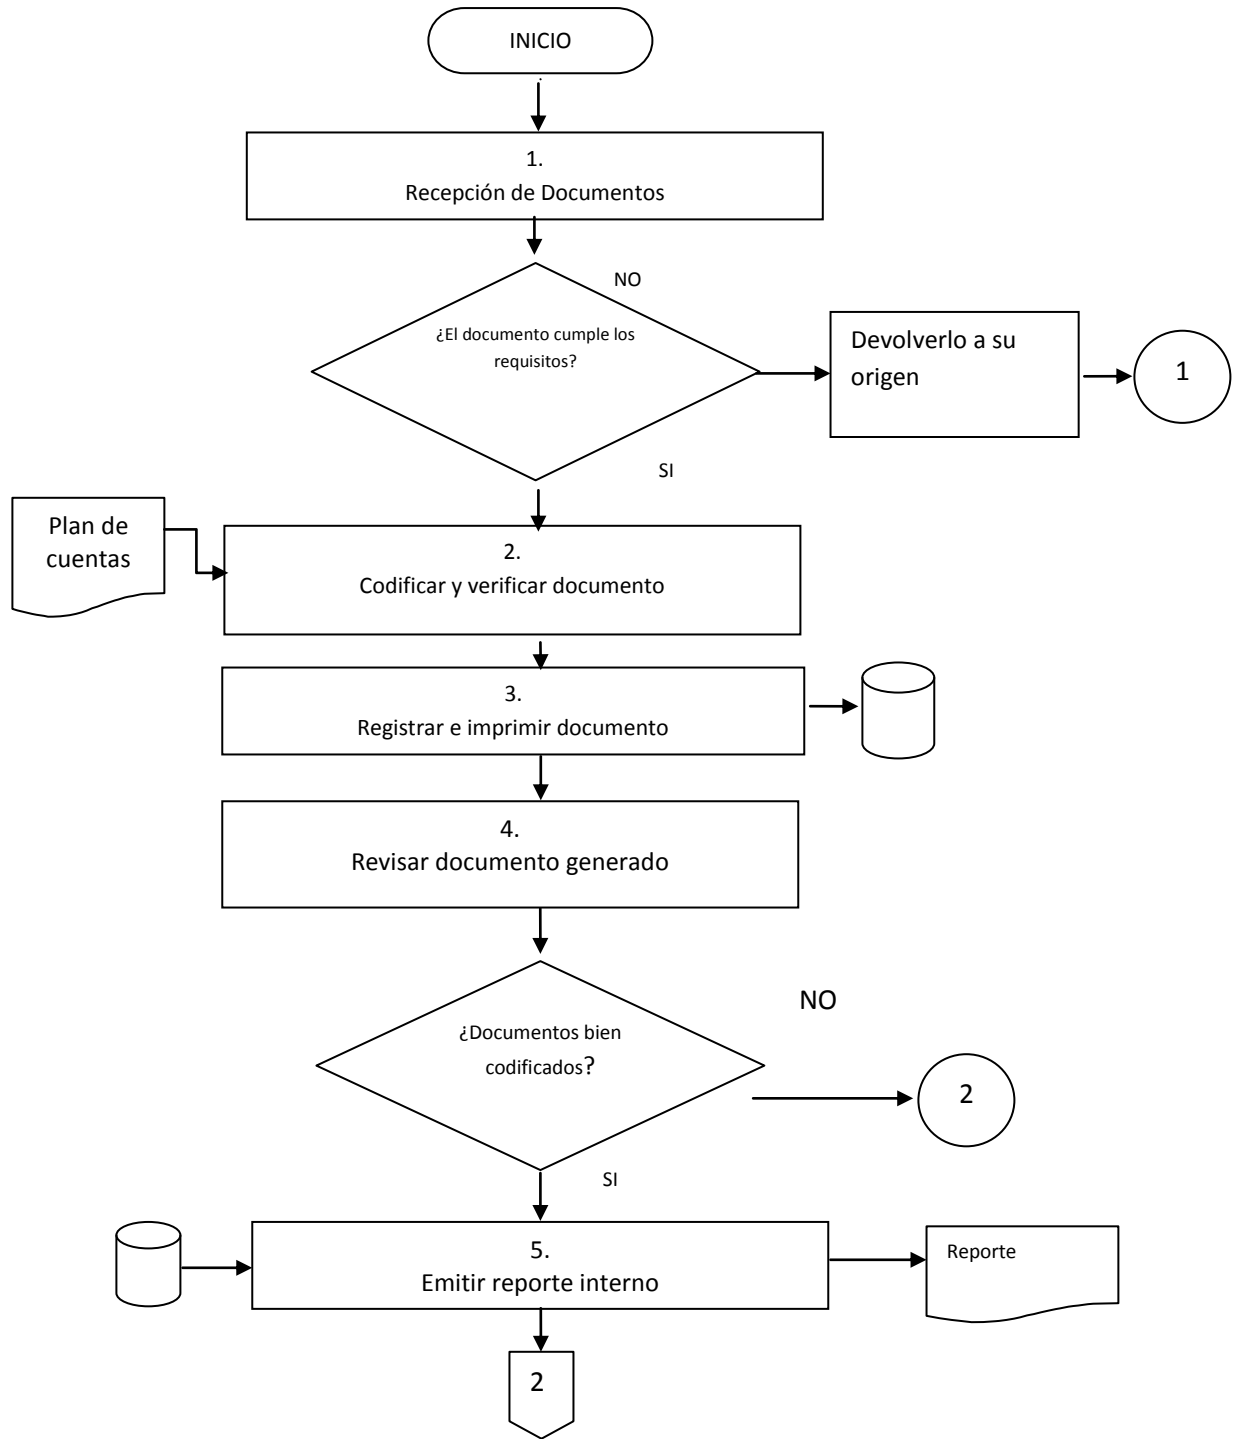 INICIO
1.
Recepción de Documentos
NO
¿El documento cumple los
requisitos?
Devolverlo a su
origen
1
SI
Plan de
cuentas
2.
Codificar y verificar documento
3.
Registrar e imprimir documento
4.
Revisar documento generado
NO
¿Documentos bien
codificados?
2
SI
5.
Emitir reporte interno
Reporte
2